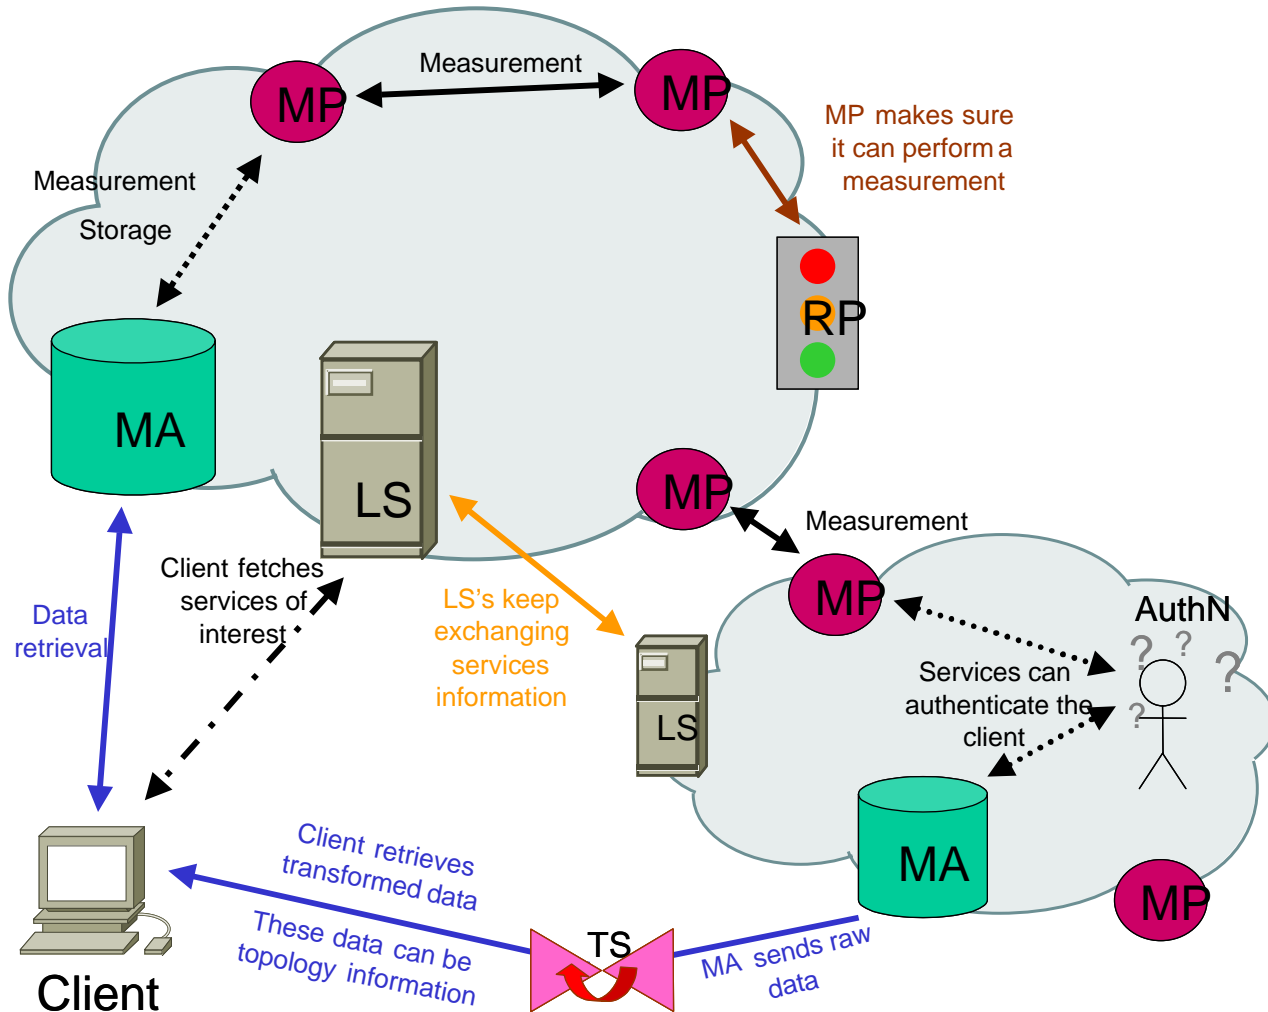 Measurement
MP
MP
MP makes sure
it can perform a
measurement
Measurement
Storage
RP
MA
LS
MP
Measurement
Client fetches
services of
interest
Data
retrieval
LS's keep
exchanging
services
information
MP
AuthN
?
?
?
?
Services can
authenticate the
client
LS
MA
MP
Client retrieves
transformed data
These data can be
topology information
TS
MA sends raw
data
Client